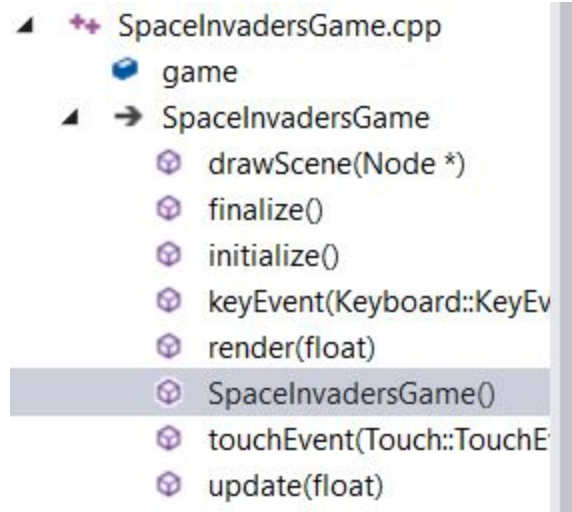 SpaceInvadersGame.cpp
game
SpaceInvadersGame
drawScene(Node *)
finalize()
initialize()
keyEvent(Keyboard::KeyEv
render(float)
SpaceInvadersGame()
touchEvent(Touch::TouchE
update(float)